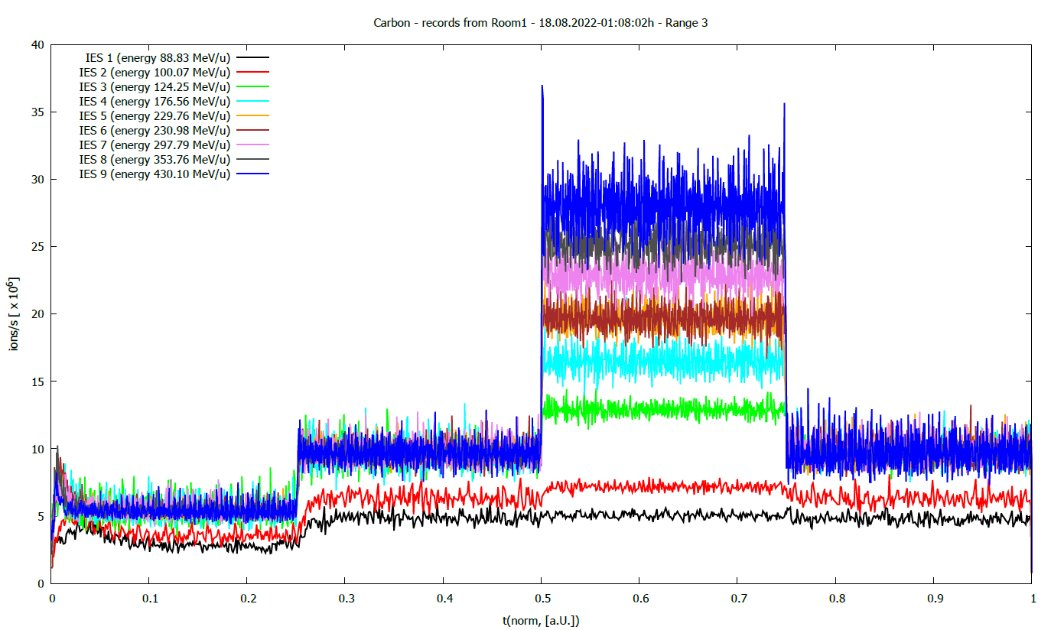 Carbon - records from Room1 - 18.08.2022-01:08:02h - Range 3
IES 1 (energy 88.83 MeV/u)
IES 2 (energy 100.07 MeV/u)
IES 3 (energy 124.25 MeV/u)
IES 4 (energy 176.56 MeV/u)
IES 5 (energy 229.76 MeV/u)
IES 6 (energy 230.98 MeV/u)
IES 7 (energy 297.79 MeV/u)
IES 8 (energy 353.76 MeV/u)
IES 9 (energy 430.10 MeV/u)
40
35
30
25
20
15
10
5
0
ions/s [ x 10⁶]
0 0.1 0.2 0.3 0.4 0.5 0.6 0.7 0.8 0.9 1
t(norm, [a.U.])